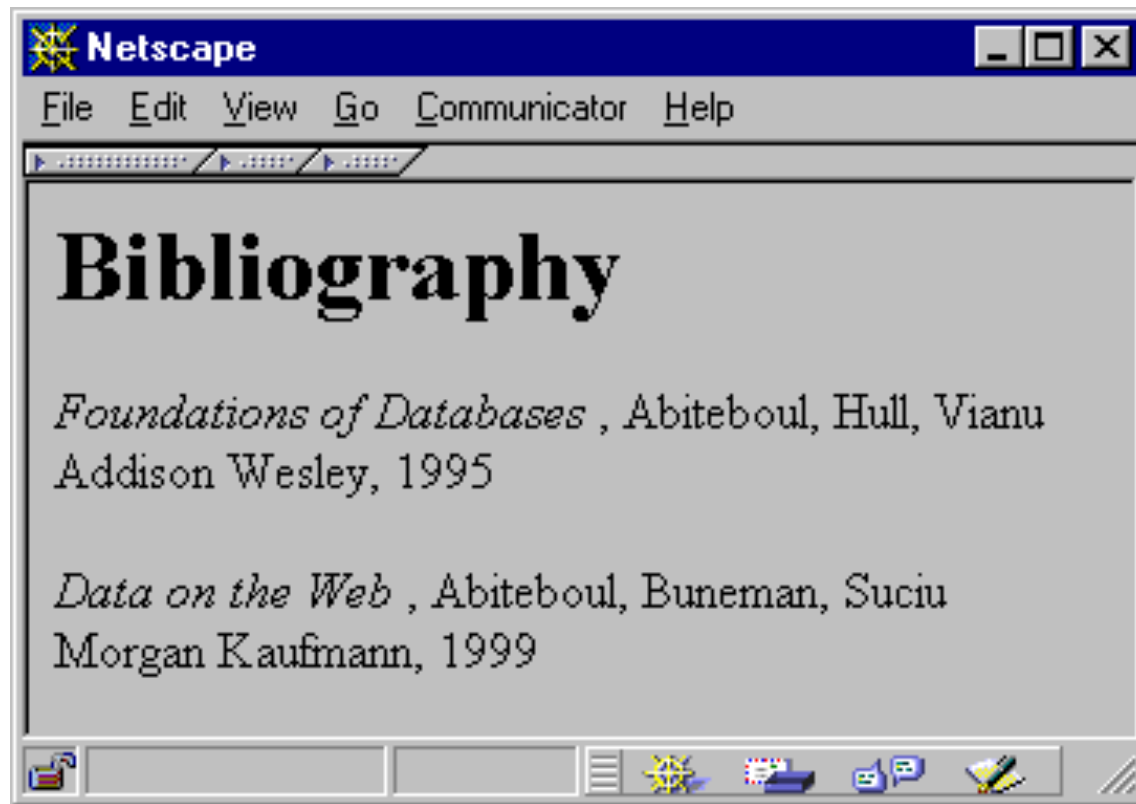 Netscape
File Edit View Go Communicator Help
Bibliography
Foundations of Databases , Abiteboul, Hull, Vianu
Addison Wesley, 1995
Data on the Web , Abiteboul, Buneman, Suciu
Morgan Kaufmann, 1999